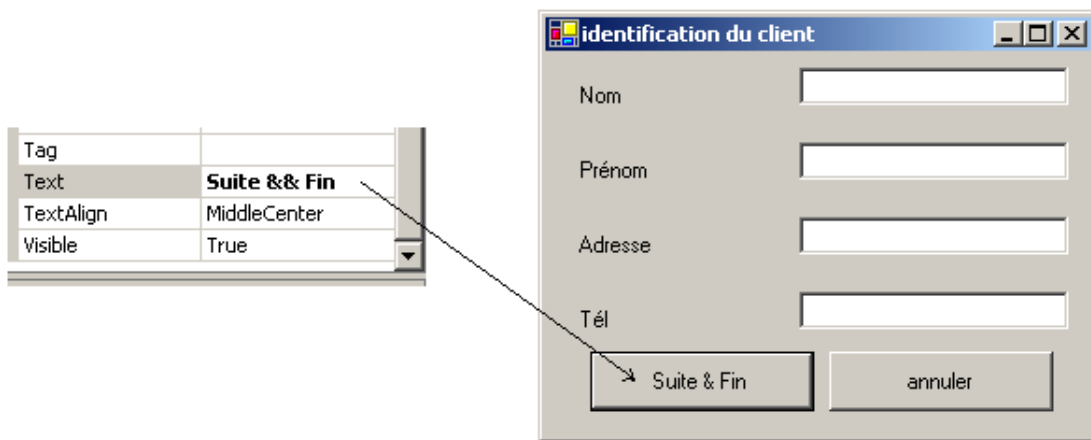 identification du client
Nom
Tag
Text Suite && Fin
Prénom
TextAlign MiddleCenter
Visible True
Adresse
Tél
Suite & Fin annuler